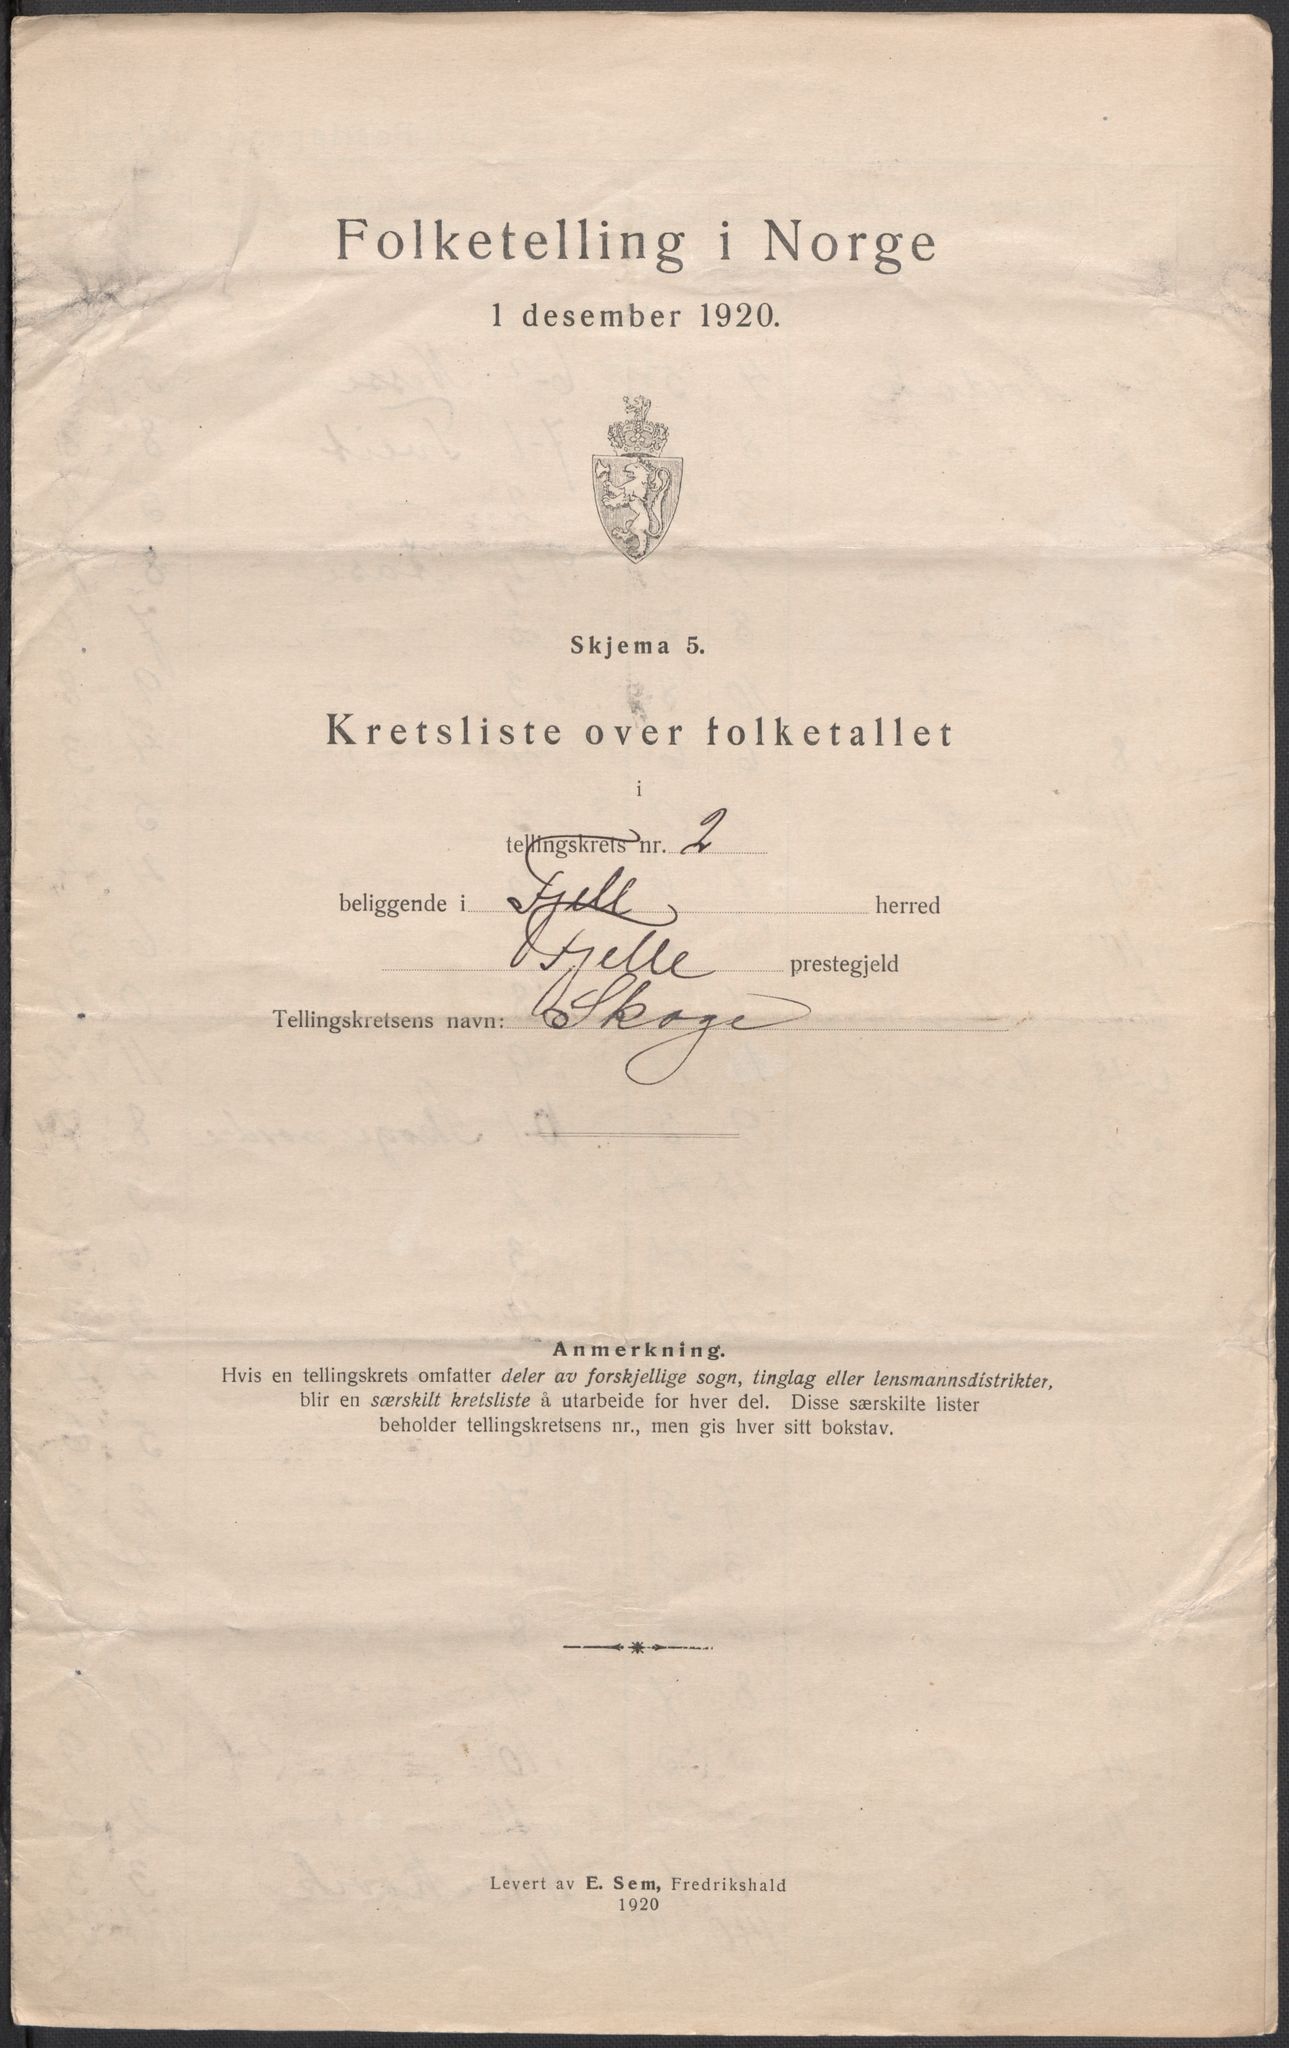 Folketelling i Norge
1 desember 1920.
Skjema 5.
Kretsliste over folketallet
i
tellingskrets nr. 2
beliggende i Fjell herred
Fjelle prestegjeld
Tellingskretsens navn: Skoge
Anmerkning.
Hvis en tellingskrets omfatter deler av forskjellige sogn, tinglag eller lensmannsdistrikter,
blir en særskilt kretsliste å utarbeide for hver del. Disse særskilte lister
beholder tellingskretsens nr., men gis hver sitt bokstav.
Levert av E. Sem, Fredrikshald
1920